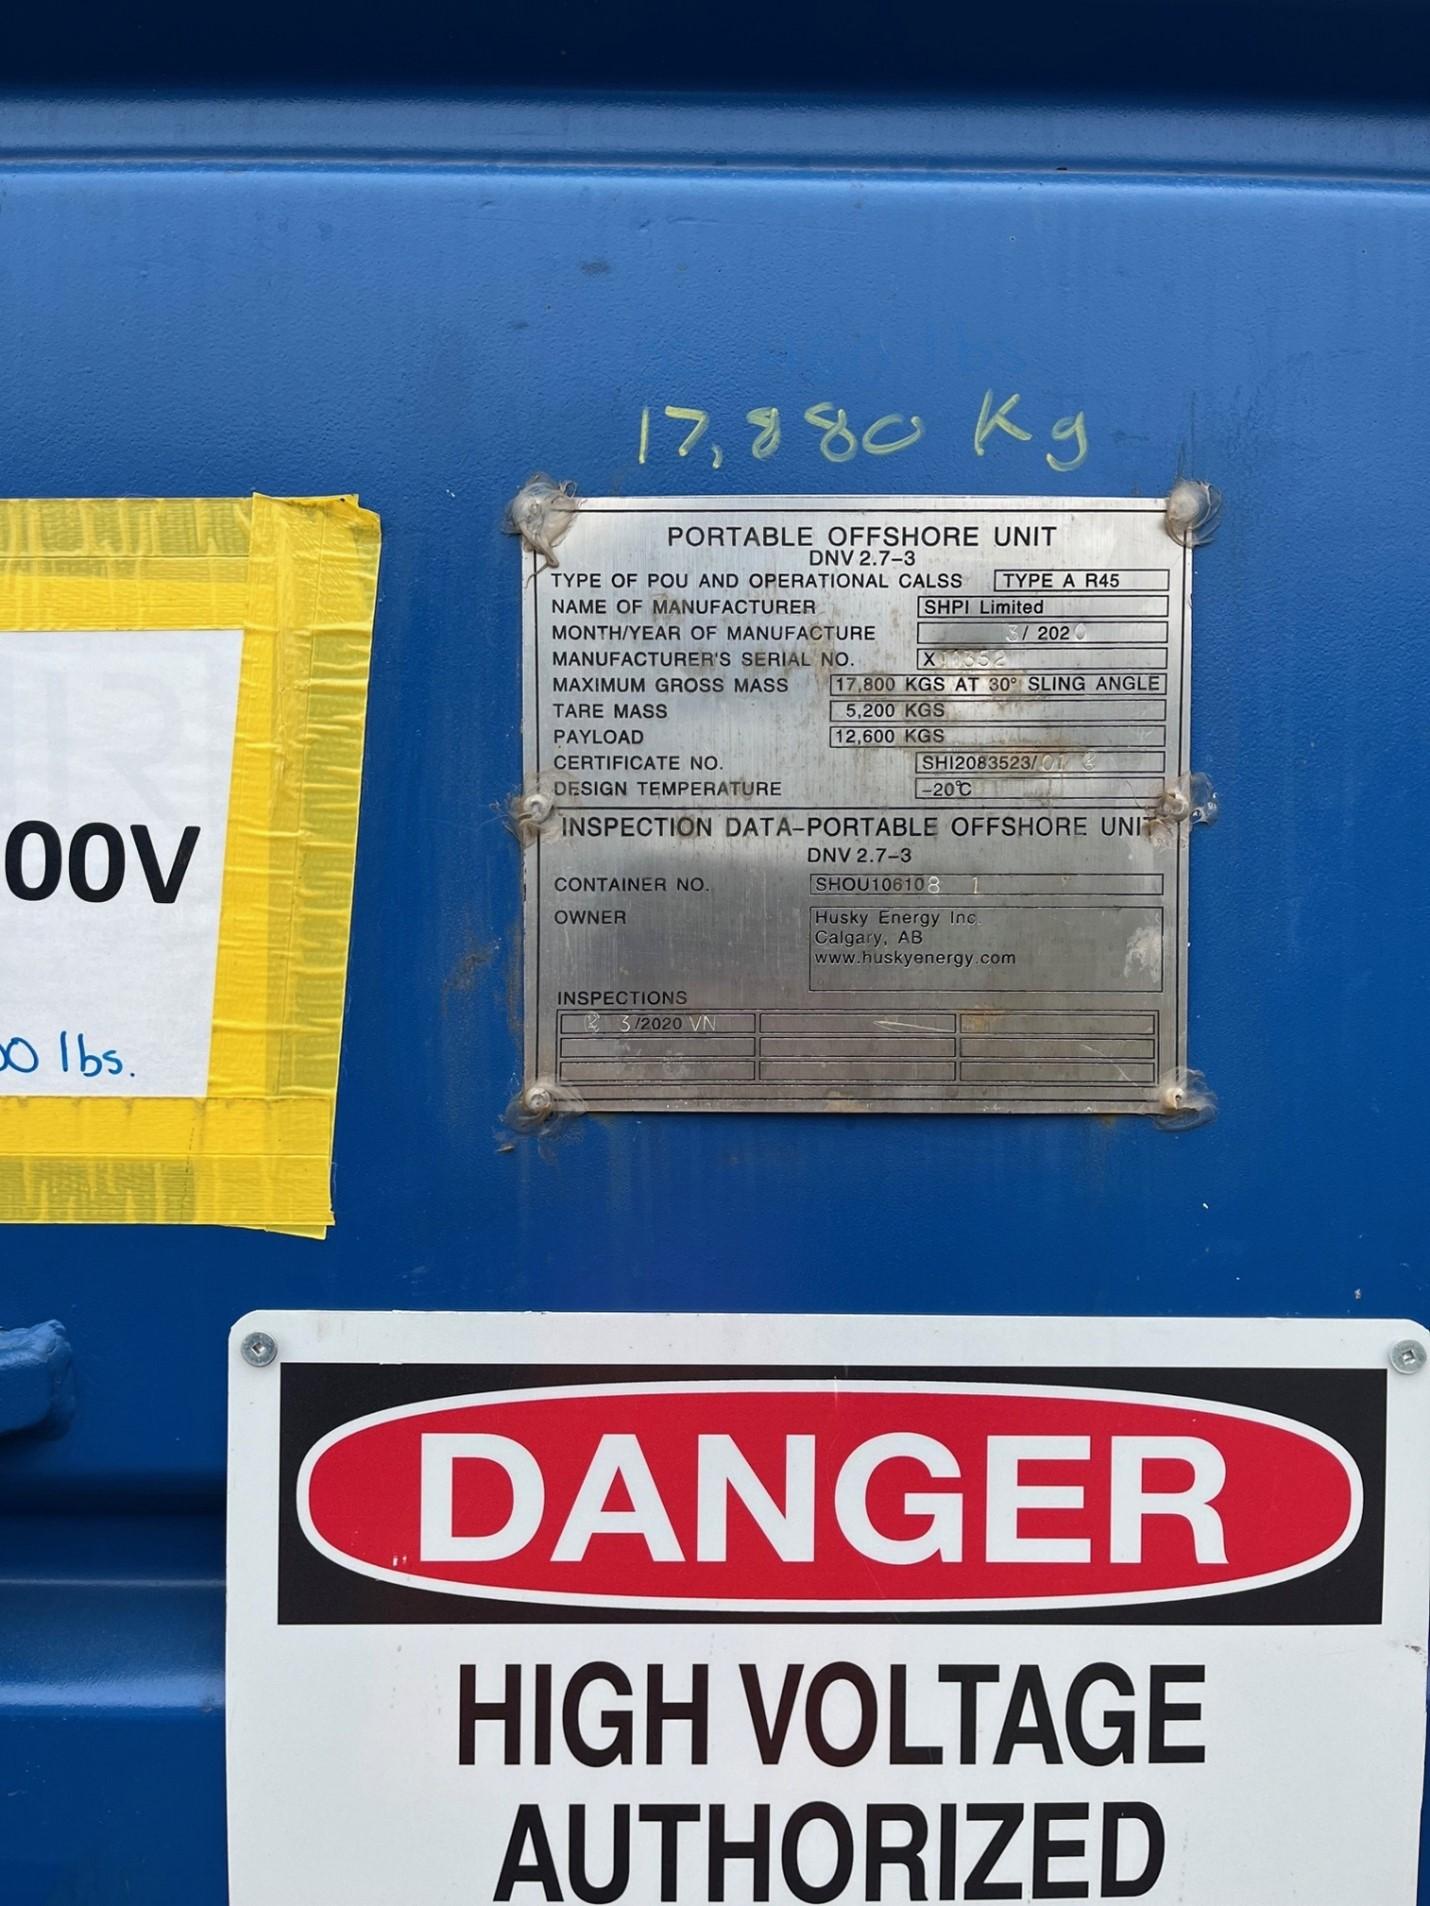 17,880 Kg
PORTABLE OFFSHORE UNIT
DNV 2.7-3
TYPE OF POU AND OPERATIONAL CALSS TYPE A R45
NAME OF MANUFACTURER SHPI Limited
MONTH/YEAR OF MANUFACTURE 3/ 2020
MANUFACTURER'S SERIAL NO.
MAXIMUM GROSS MASS 17,800 KGS AT 30° SLING ANGLE
TARE MASS 5,200 KGS
PAYLOAD 12,600 KGS
CERTIFICATE NO.
DESIGN TEMPERATURE -20℃
INSPECTION DATA-PORTABLE OFFSHORE UNIT
DNV 2.7-3
CONTAINER NO. SHOU106108 1
OWNER Husky Energy Inc.
Calgary, AB
www.huskyenergy.com
INSPECTIONS
3/2020 VN
00V
00 lbs.
DANGER
HIGH VOLTAGE
AUTHORIZED